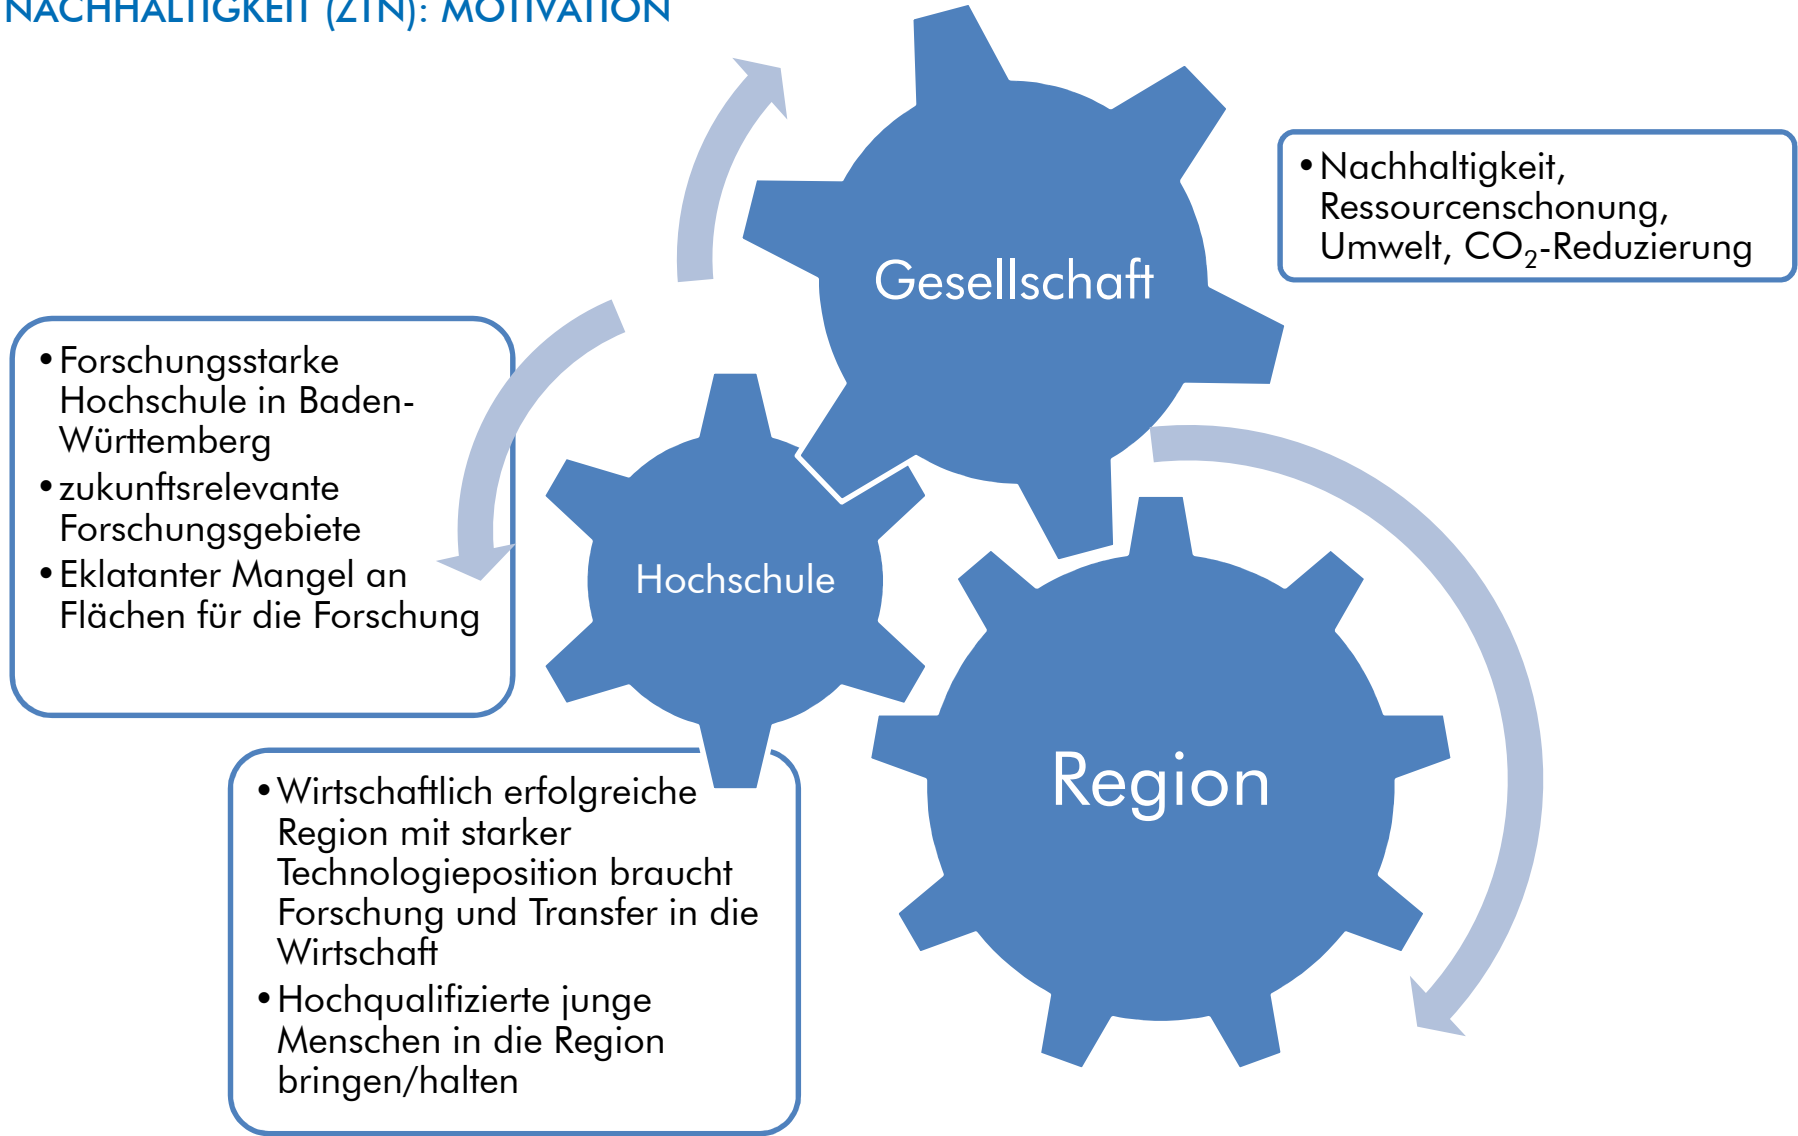 NACHHALTIGKEIT (ZTN): MOTIVATION
• Nachhaltigkeit,
Ressourcenschonung,
Umwelt, CO₂-Reduzierung
Gesellschaft
• Forschungsstarke
Hochschule in Baden-
Württemberg
• zukunftsrelevante
Forschungsgebiete
• Eklatanter Mangel an
Flächen für die Forschung
Hochschule
Region
• Wirtschaftlich erfolgreiche
Region mit starker
Technologieposition braucht
Forschung und Transfer in die
Wirtschaft
• Hochqualifizierte junge
Menschen in die Region
bringen/halten